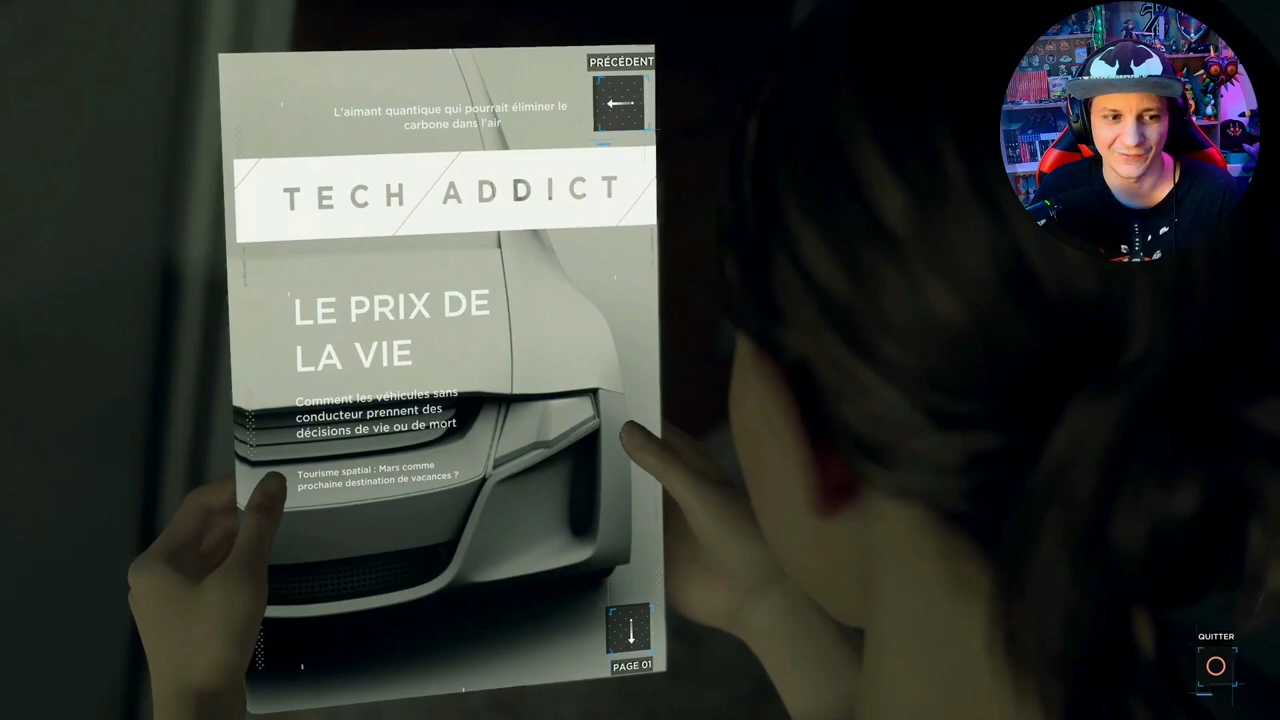 PRÉCÉDENT
L'aimant quantique qui pourrait éliminer le
carbone dans l'air
TECH ADDICT
LE PRIX DE
LA VIE
Comment les véhicules sans
conducteur prennent des
décisions de vie ou de mort
Tourisme spatial : Mars comme
prochaine destination de vacances ?
PAGE 01
QUITTER